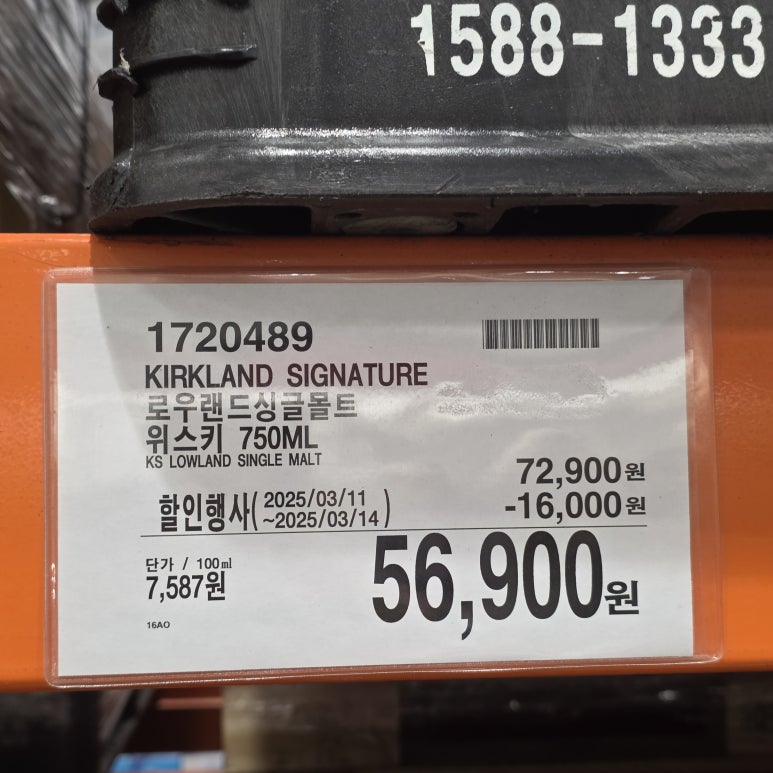 1588-1333
1720489
KIRKLAND SIGNATURE
로우랜드싱글몰트
위스키 750ML
KS LOWLAND SINGLE MALT
72,900원
할인행사( 2025/03/11
~2025/03/14 )
-16,000원
단가 / 100㎖
7,587원
56,900원
16AO